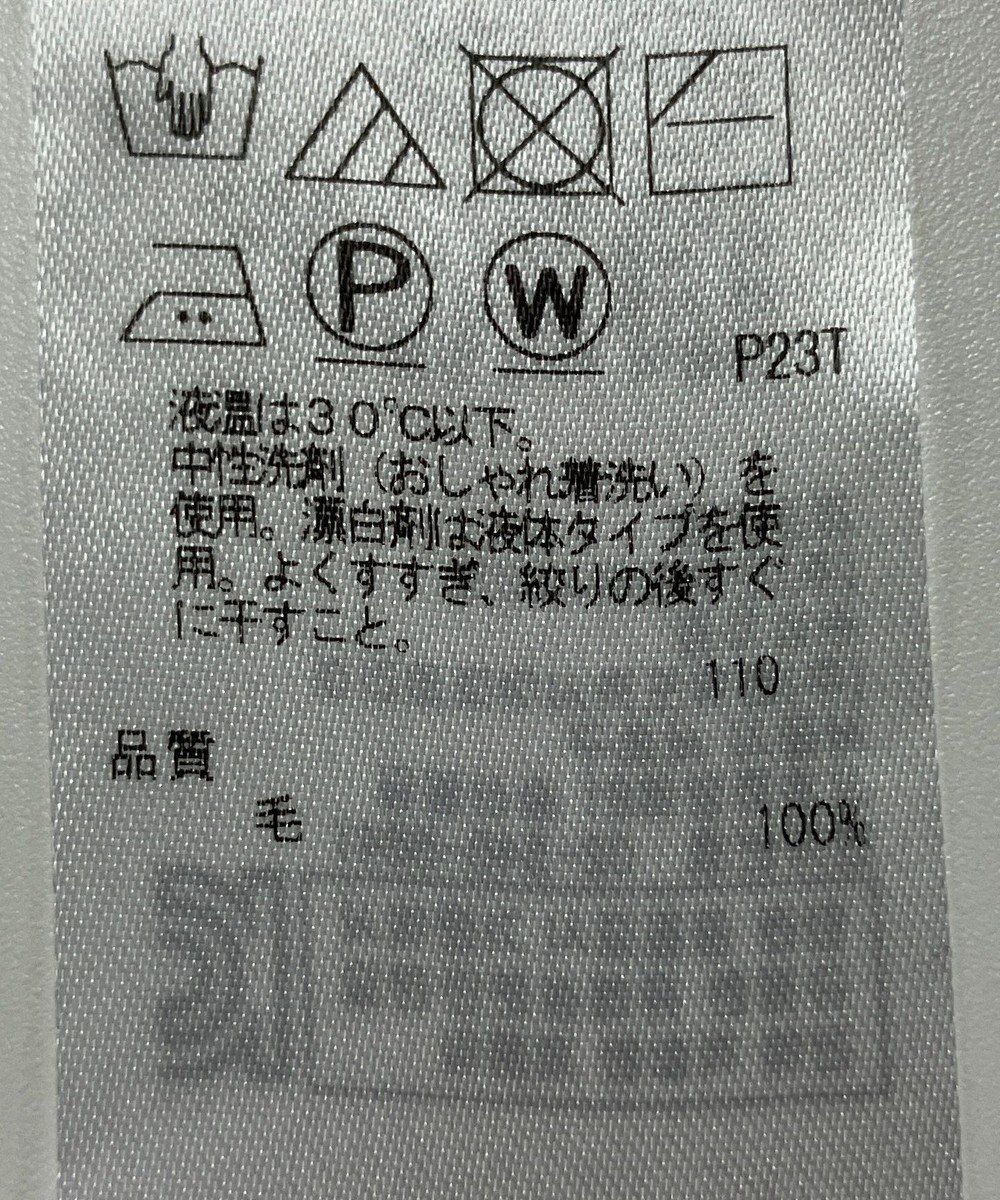 P
W
P23T
液温は30℃以下。
中性洗剤（おしゃれ着洗い）を
使用。漂白剤は液体タイプを使
用。よくすすぎ、絞りの後すぐ
に干すこと。
110
品質
毛 100%